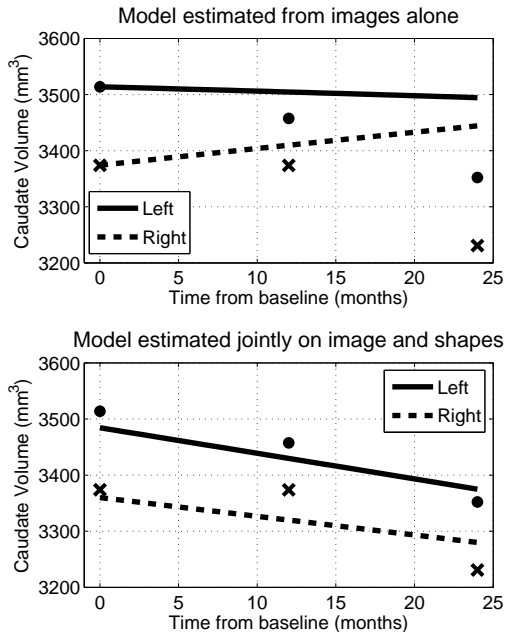 Model estimated from images alone
3600
3500
3400
3300
3200
Caudate Volume (mm³)
Left
Right
0 5 10 15 20 25
Time from baseline (months)
Model estimated jointly on image and shapes
3600
3500
3400
3300
3200
Caudate Volume (mm³)
Left
Right
0 5 10 15 20 25
Time from baseline (months)